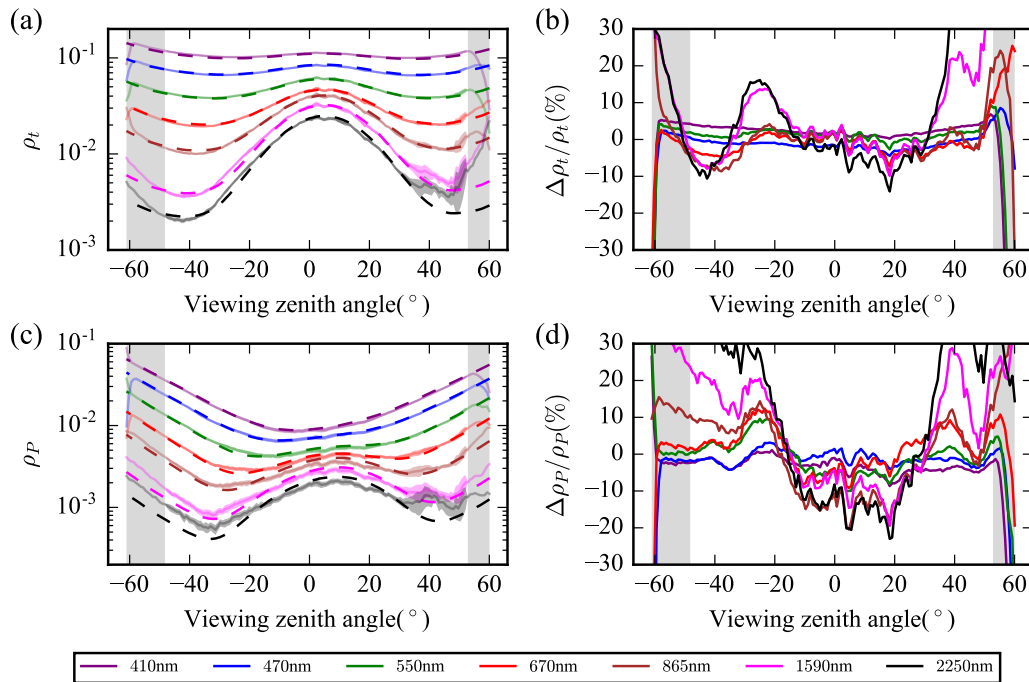 (a)
10⁻¹
10⁻²
10⁻³
ρₜ
−60 −40 −20 0 20 40 60
Viewing zenith angle(°)
(b)
30
20
10
0
−10
−20
−30
Δρₜ/ρₜ(%)
−60 −40 −20 0 20 40 60
Viewing zenith angle(°)
(c)
10⁻¹
10⁻²
10⁻³
ρ_P
−60 −40 −20 0 20 40 60
Viewing zenith angle(°)
(d)
30
20
10
0
−10
−20
−30
Δρ_P/ρ_P(%)
−60 −40 −20 0 20 40 60
Viewing zenith angle(°)
410nm 470nm 550nm 670nm 865nm 1590nm 2250nm